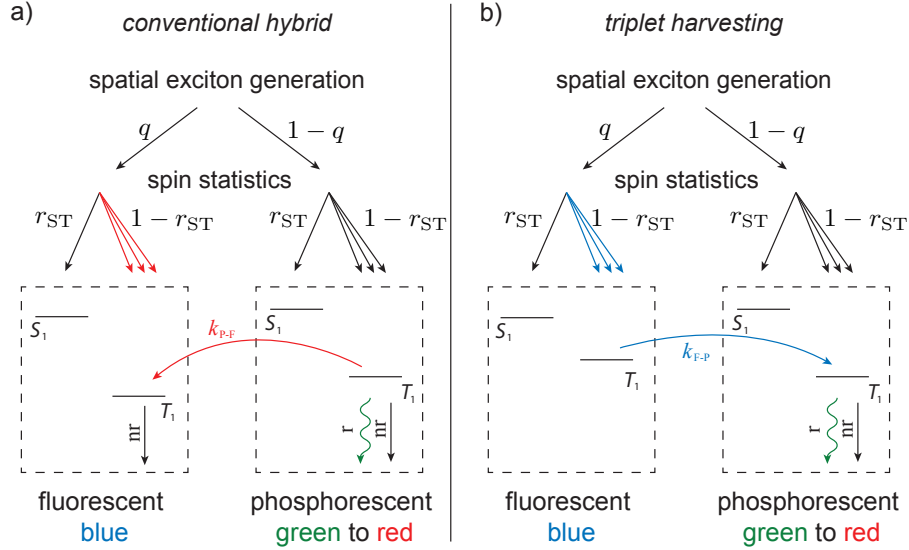 a)
conventional hybrid
spatial exciton generation
q
1 − q
spin statistics
r_ST
1 − r_ST
r_ST
1 − r_ST
S₁
k_P-F
T₁
nr
S₁
T₁
r
nr
fluorescent
blue
phosphorescent
green to red
b)
triplet harvesting
spatial exciton generation
q
1 − q
spin statistics
r_ST
1 − r_ST
r_ST
1 − r_ST
S₁
T₁
k_F-P
S₁
T₁
r
nr
fluorescent
blue
phosphorescent
green to red